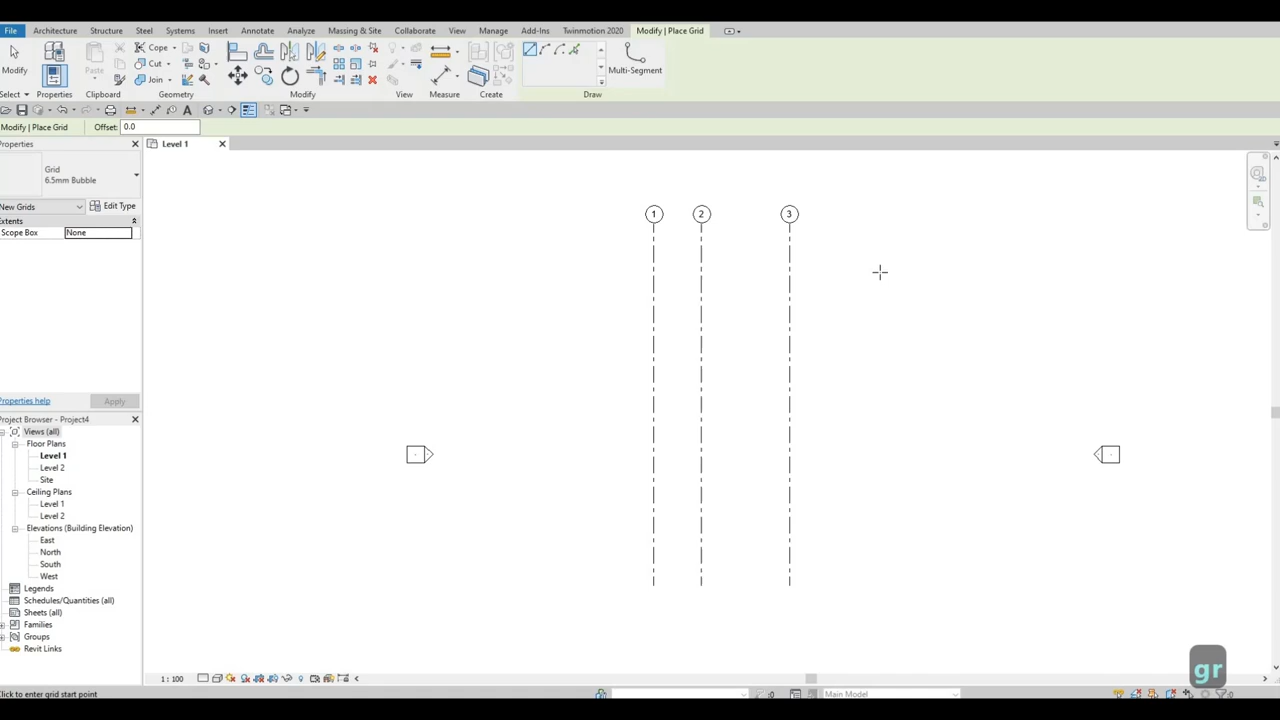 File Architecture Structure Steel Systems Insert Annotate Analyze Massing & Site Collaborate View Manage Add-Ins Twinmotion 2020 Modify | Place Grid
Modify Paste Cope Cut Join Multi-Segment
Select Properties Clipboard Geometry Modify View Measure Create Draw
Modify | Place Grid Offset: 0.0
Properties
Level 1
Grid
6.5mm Bubble
New Grids Edit Type
Extents
Scope Box None
1 2 3
Properties help Apply
Project Browser - Project4
Views (all)
Floor Plans
Level 1
Level 2
Site
Ceiling Plans
Level 1
Level 2
Elevations (Building Elevation)
East
North
South
West
Legends
Schedules/Quantities (all)
Sheets (all)
Families
Groups
Revit Links
1 : 100
gr
Click to enter grid start point :0 Main Model :0